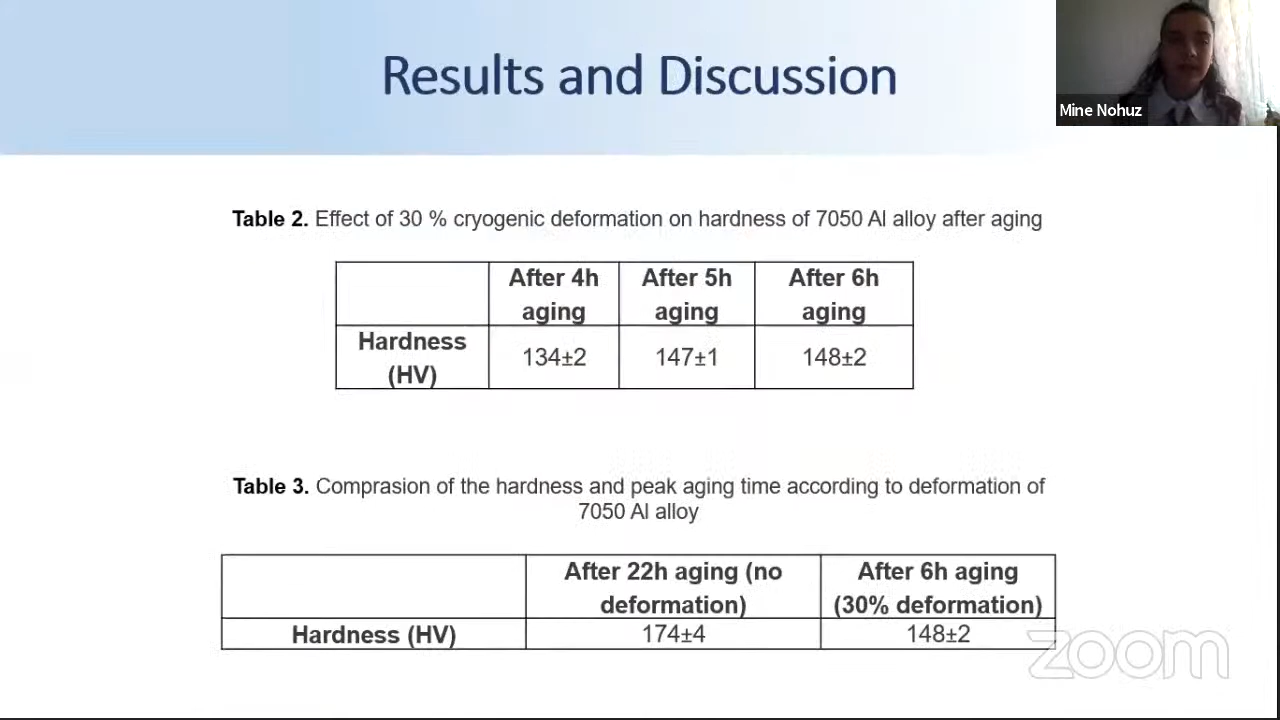 Results and Discussion
Mine Nohuz
Table 2. Effect of 30 % cryogenic deformation on hardness of 7050 Al alloy after aging
After 4h
aging
After 5h
aging
After 6h
aging
Hardness
(HV)
134±2
147±1
148±2
Table 3. Comprasion of the hardness and peak aging time according to deformation of
7050 Al alloy
After 22h aging (no
deformation)
After 6h aging
(30% deformation)
Hardness (HV)
174±4
148±2
zoom